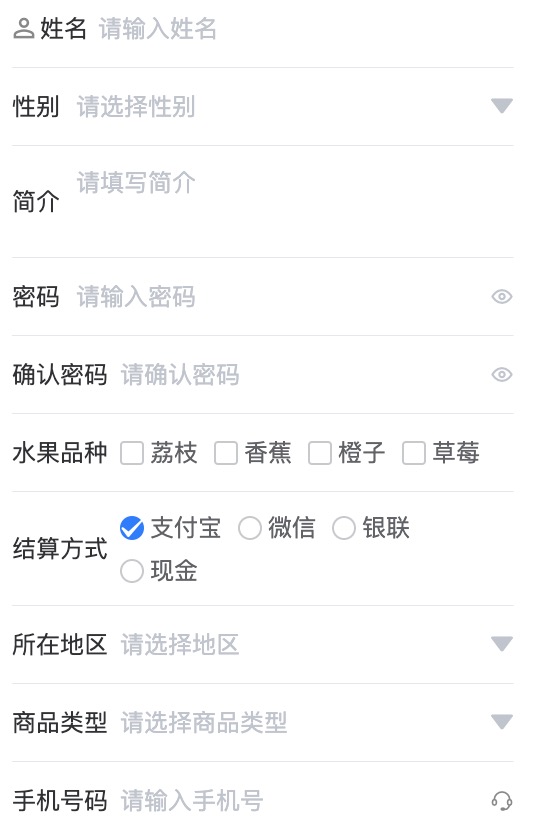 姓名 请输入姓名
性别 请选择性别
简介 请填写简介
密码 请输入密码
确认密码 请确认密码
水果品种 荔枝 香蕉 橙子 草莓
结算方式 支付宝 微信 银联
现金
所在地区 请选择地区
商品类型 请选择商品类型
手机号码 请输入手机号